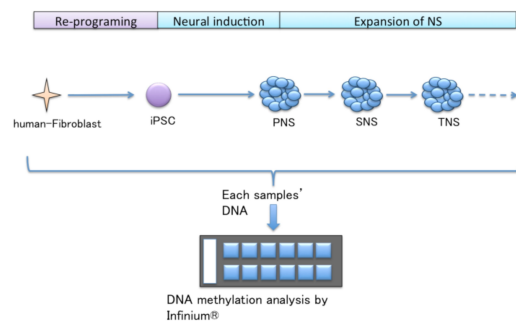 Re-programing Neural induction Expansion of NS
human-Fibroblast iPSC PNS SNS TNS
Each samples'
DNA
DNA methylation analysis by
Infinium®